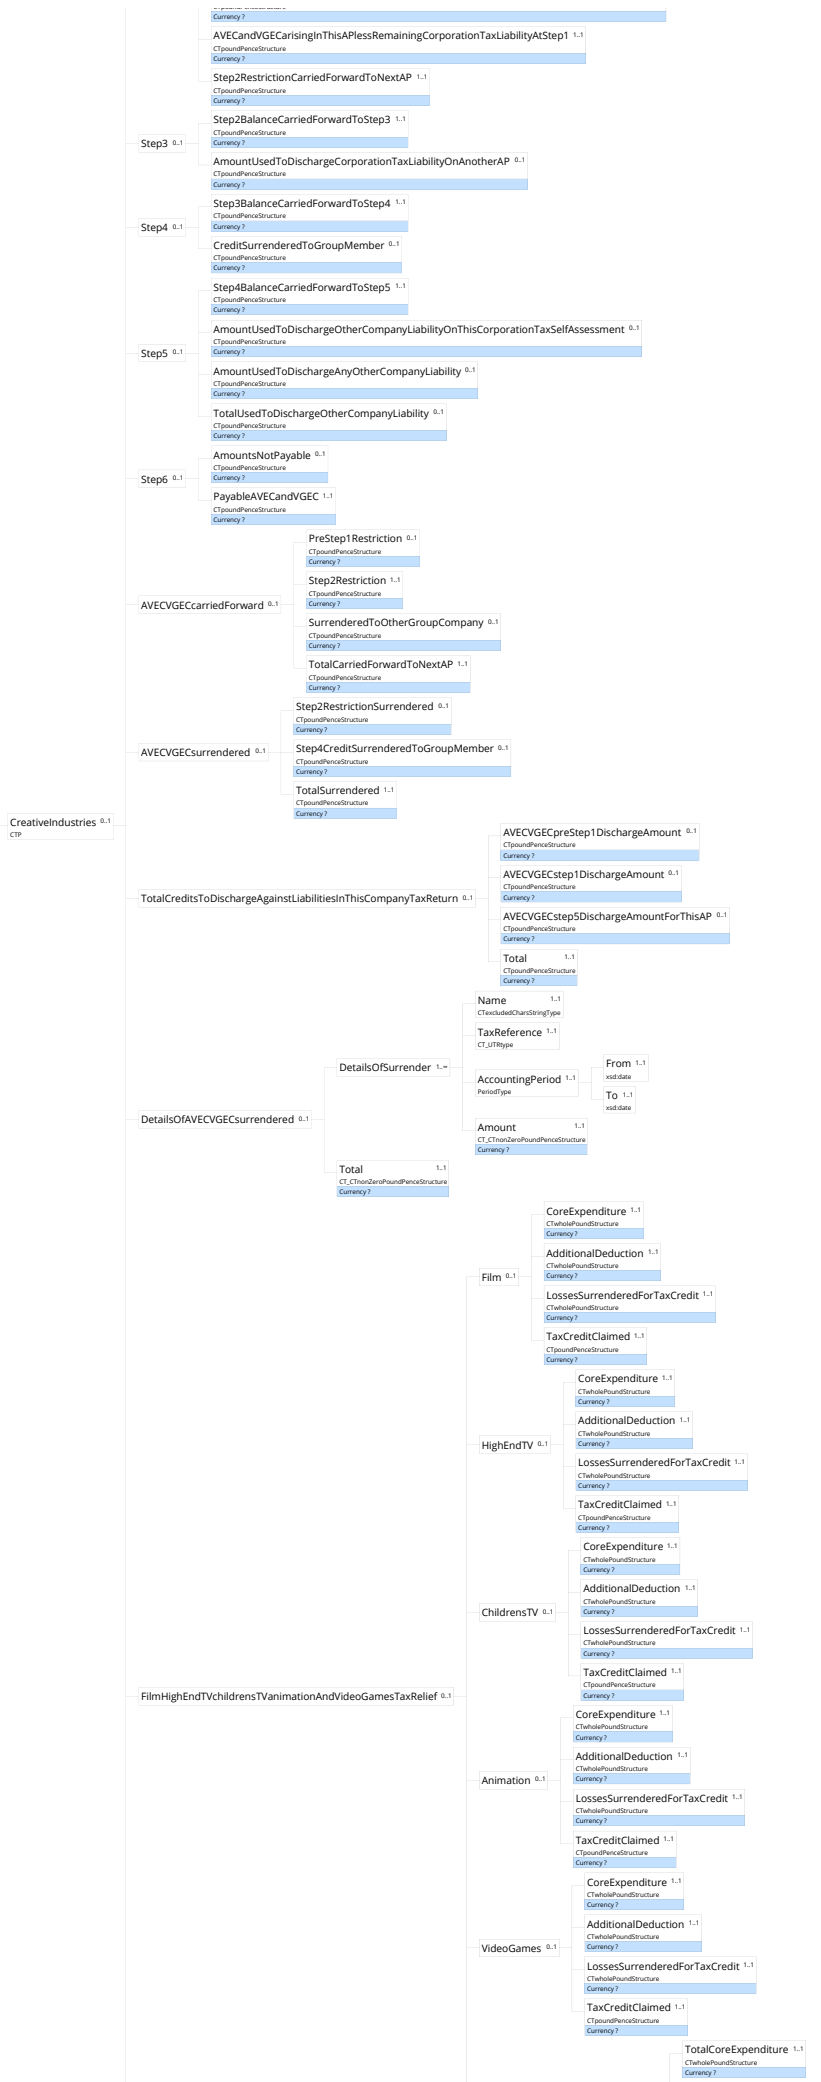 CTpoundPenceStructure
Currency ?
AVECandVGECarisingInThisAPlessRemainingCorporationTaxLiabilityAtStep1 1..1
CTpoundPenceStructure
Currency ?
Step2RestrictionCarriedForwardToNextAP 1..1
CTpoundPenceStructure
Currency ?
Step3 0..1
Step2BalanceCarriedForwardToStep3 1..1
CTpoundPenceStructure
Currency ?
AmountUsedToDischargeCorporationTaxLiabilityOnAnotherAP 0..1
CTpoundPenceStructure
Currency ?
Step4 0..1
Step3BalanceCarriedForwardToStep4 1..1
CTpoundPenceStructure
Currency ?
CreditSurrenderedToGroupMember 0..1
CTpoundPenceStructure
Currency ?
Step5 0..1
Step4BalanceCarriedForwardToStep5 1..1
CTpoundPenceStructure
Currency ?
AmountUsedToDischargeOtherCompanyLiabilityOnThisCorporationTaxSelfAssessment 0..1
CTpoundPenceStructure
Currency ?
AmountUsedToDischargeAnyOtherCompanyLiability 0..1
CTpoundPenceStructure
Currency ?
TotalUsedToDischargeOtherCompanyLiability 0..1
CTpoundPenceStructure
Currency ?
Step6 0..1
AmountsNotPayable 0..1
CTpoundPenceStructure
Currency ?
PayableAVECandVGEC 1..1
CTpoundPenceStructure
Currency ?
AVECVGECcarriedForward 0..1
PreStep1Restriction 0..1
CTpoundPenceStructure
Currency ?
Step2Restriction 1..1
CTpoundPenceStructure
Currency ?
SurrenderedToOtherGroupCompany 0..1
CTpoundPenceStructure
Currency ?
TotalCarriedForwardToNextAP 1..1
CTpoundPenceStructure
Currency ?
AVECVGECsurrendered 0..1
Step2RestrictionSurrendered 0..1
CTpoundPenceStructure
Currency ?
Step4CreditSurrenderedToGroupMember 0..1
CTpoundPenceStructure
Currency ?
TotalSurrendered 1..1
CTpoundPenceStructure
Currency ?
CreativeIndustries 0..1
CTP
TotalCreditsToDischargeAgainstLiabilitiesInThisCompanyTaxReturn 0..1
AVECVGECpreStep1DischargeAmount 0..1
CTpoundPenceStructure
Currency ?
AVECVGECstep1DischargeAmount 0..1
CTpoundPenceStructure
Currency ?
AVECVGECstep5DischargeAmountForThisAP 0..1
CTpoundPenceStructure
Currency ?
Total 1..1
CTpoundPenceStructure
Currency ?
DetailsOfAVECVGECsurrendered 0..1
DetailsOfSurrender 1..∞
Name 1..1
CTexcludedCharsStringType
TaxReference 1..1
CT_UTRtype
AccountingPeriod 1..1
PeriodType
From 1..1
xsd:date
To 1..1
xsd:date
Amount 1..1
CT_CTnonZeroPoundPenceStructure
Currency ?
Total 1..1
CT_CTnonZeroPoundPenceStructure
Currency ?
FilmHighEndTVchildrensTVanimationAndVideoGamesTaxRelief 0..1
Film 0..1
CoreExpenditure 1..1
CTwholePoundStructure
Currency ?
AdditionalDeduction 1..1
CTwholePoundStructure
Currency ?
LossesSurrenderedForTaxCredit 1..1
CTwholePoundStructure
Currency ?
TaxCreditClaimed 1..1
CTpoundPenceStructure
Currency ?
HighEndTV 0..1
CoreExpenditure 1..1
CTwholePoundStructure
Currency ?
AdditionalDeduction 1..1
CTwholePoundStructure
Currency ?
LossesSurrenderedForTaxCredit 1..1
CTwholePoundStructure
Currency ?
TaxCreditClaimed 1..1
CTpoundPenceStructure
Currency ?
ChildrensTV 0..1
CoreExpenditure 1..1
CTwholePoundStructure
Currency ?
AdditionalDeduction 1..1
CTwholePoundStructure
Currency ?
LossesSurrenderedForTaxCredit 1..1
CTwholePoundStructure
Currency ?
TaxCreditClaimed 1..1
CTpoundPenceStructure
Currency ?
Animation 0..1
CoreExpenditure 1..1
CTwholePoundStructure
Currency ?
AdditionalDeduction 1..1
CTwholePoundStructure
Currency ?
LossesSurrenderedForTaxCredit 1..1
CTwholePoundStructure
Currency ?
TaxCreditClaimed 1..1
CTpoundPenceStructure
Currency ?
VideoGames 0..1
CoreExpenditure 1..1
CTwholePoundStructure
Currency ?
AdditionalDeduction 1..1
CTwholePoundStructure
Currency ?
LossesSurrenderedForTaxCredit 1..1
CTwholePoundStructure
Currency ?
TaxCreditClaimed 1..1
CTpoundPenceStructure
Currency ?
TotalCoreExpenditure 1..1
CTwholePoundStructure
Currency ?